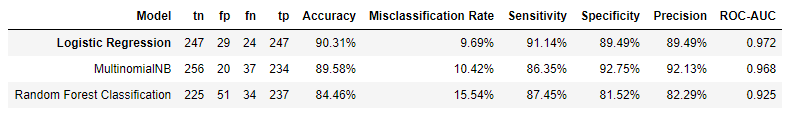 Model tn fp fn tp Accuracy Misclassification Rate Sensitivity Specificity Precision ROC-AUC
Logistic Regression 247 29 24 247 90.31% 9.69% 91.14% 89.49% 89.49% 0.972
MultinomialNB 256 20 37 234 89.58% 10.42% 86.35% 92.75% 92.13% 0.968
Random Forest Classification 225 51 34 237 84.46% 15.54% 87.45% 81.52% 82.29% 0.925